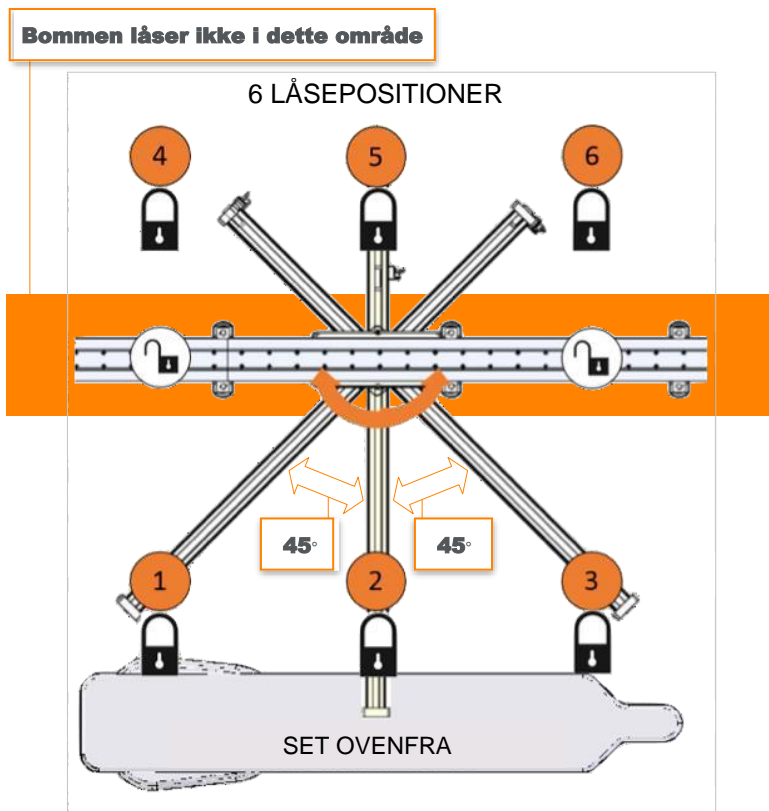 Bommen låser ikke i dette område
6 LÅSEPOSITIONER
4 5 6
45° 45°
1 2 3
SET OVENFRA